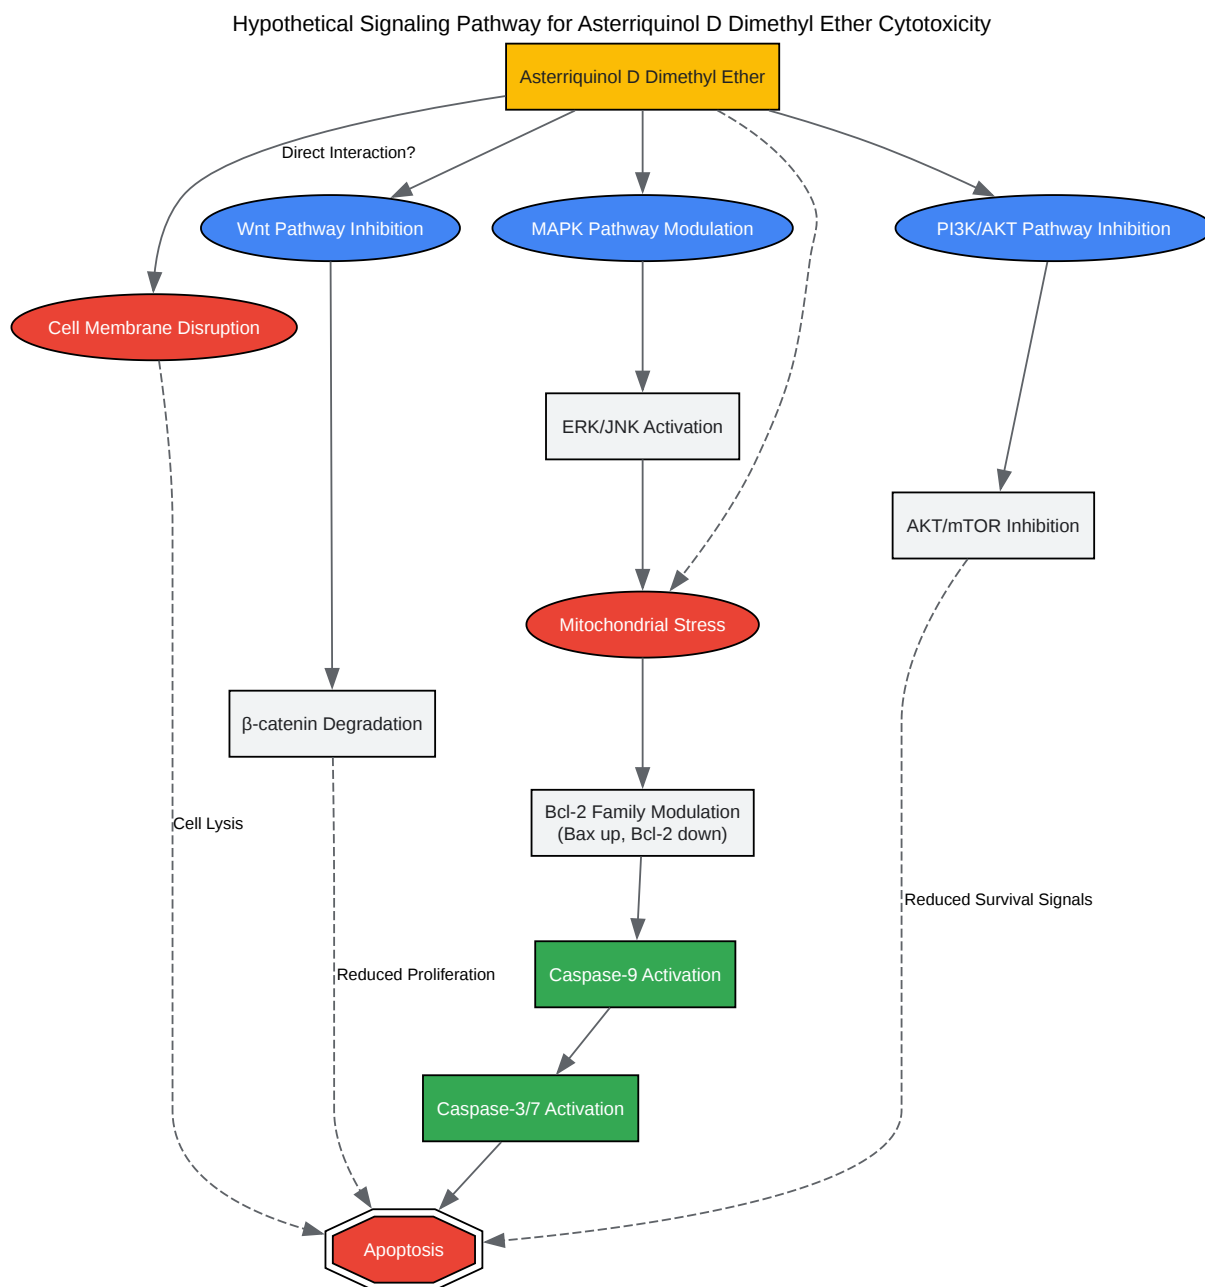 Hypothetical Signaling Pathway for Asterriquinol D Dimethyl Ether Cytotoxicity
Asterriquinol D Dimethyl Ether
Direct Interaction?
Wnt Pathway Inhibition
MAPK Pathway Modulation
PI3K/AKT Pathway Inhibition
Cell Membrane Disruption
ERK/JNK Activation
AKT/mTOR Inhibition
Mitochondrial Stress
β-catenin Degradation
Bcl-2 Family Modulation
(Bax up, Bcl-2 down)
Cell Lysis
Reduced Survival Signals
Reduced Proliferation
Caspase-9 Activation
Caspase-3/7 Activation
Apoptosis